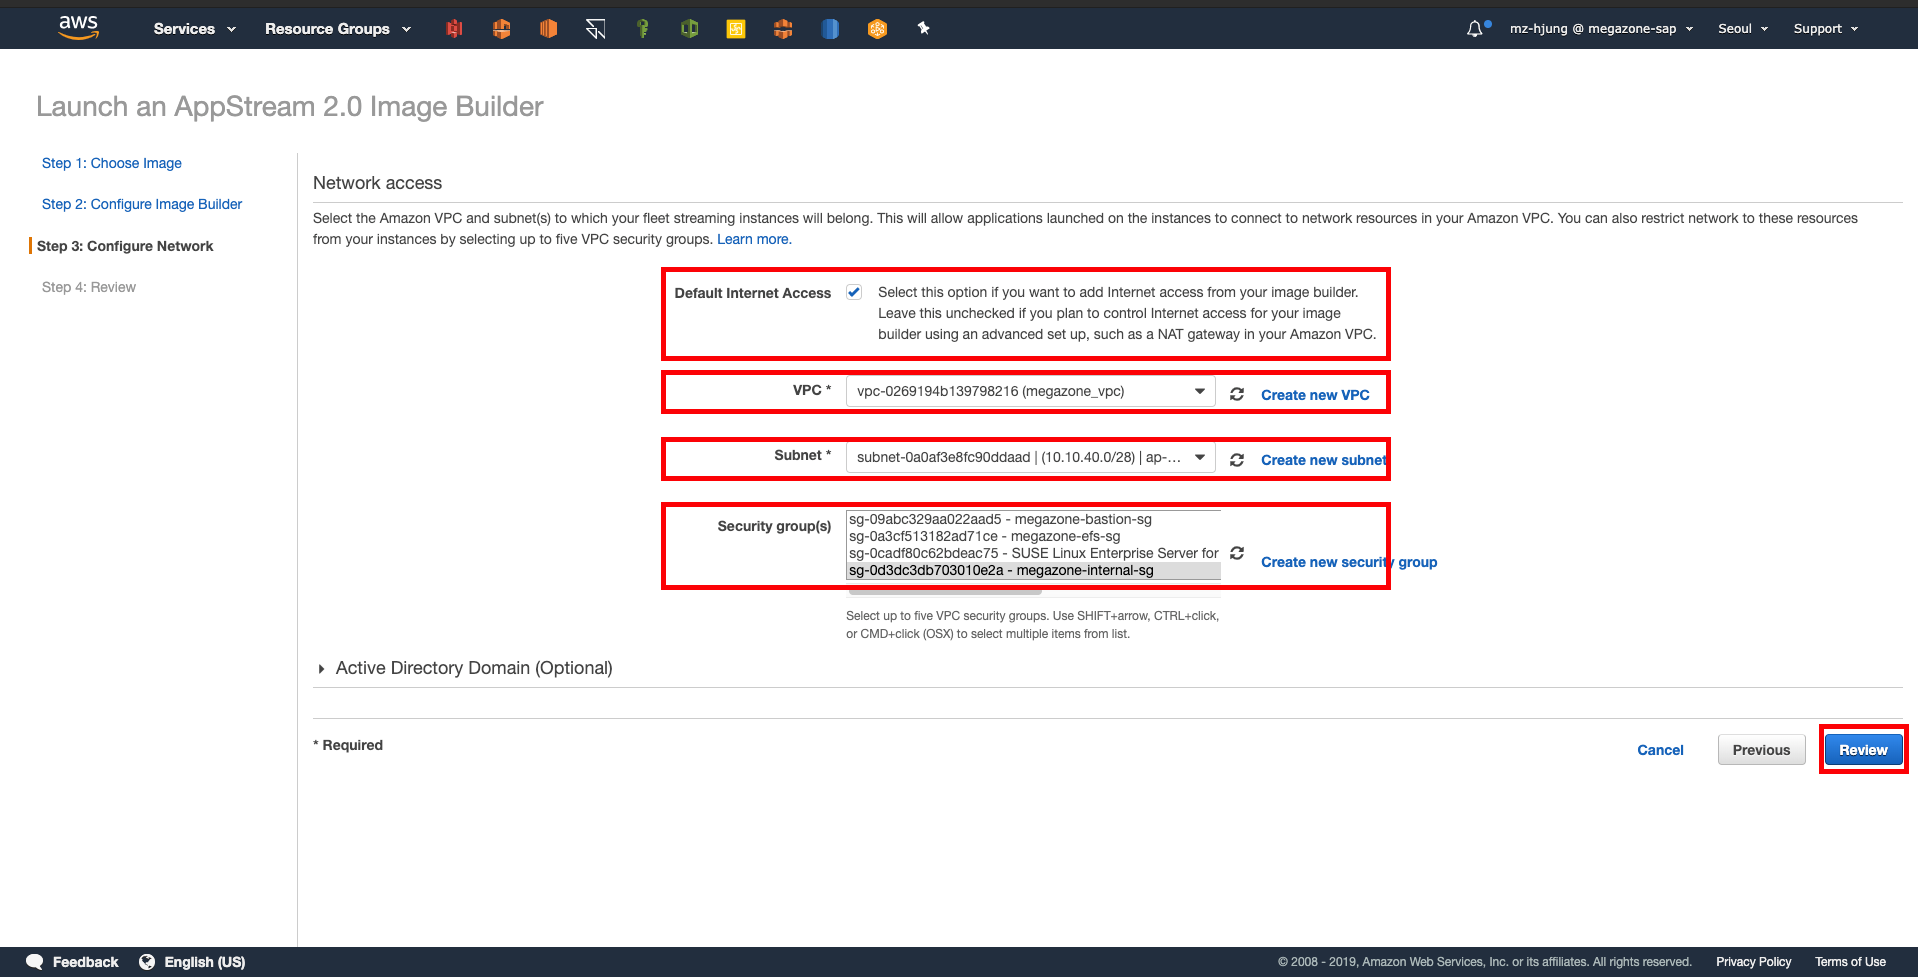 aws Services Resource Groups mz-hjung @ megazone-sap Seoul Support
Launch an AppStream 2.0 Image Builder
Step 1: Choose Image
Step 2: Configure Image Builder
Step 3: Configure Network
Step 4: Review
Network access
Select the Amazon VPC and subnet(s) to which your fleet streaming instances will belong. This will allow applications launched on the instances to connect to network resources in your Amazon VPC. You can also restrict network to these resources
from your instances by selecting up to five VPC security groups. Learn more.
Default Internet Access Select this option if you want to add Internet access from your image builder.
Leave this unchecked if you plan to control Internet access for your image
builder using an advanced set up, such as a NAT gateway in your Amazon VPC.
VPC * vpc-0269194b139798216 (megazone_vpc) Create new VPC
Subnet * subnet-0a0af3e8fc90ddaad | (10.10.40.0/28) | ap-... Create new subnet
Security group(s)
sg-09abc329aa022aad5 - megazone-bastion-sg
sg-0a3cf513182ad71ce - megazone-efs-sg
sg-0cadf80c62bdeac75 - SUSE Linux Enterprise Server for
sg-0d3dc3db703010e2a - megazone-internal-sg
Create new security group
Select up to five VPC security groups. Use SHIFT+arrow, CTRL+click,
or CMD+click (OSX) to select multiple items from list.
Active Directory Domain (Optional)
* Required
Cancel Previous Review
Feedback English (US) © 2008 - 2019, Amazon Web Services, Inc. or its affiliates. All rights reserved. Privacy Policy Terms of Use